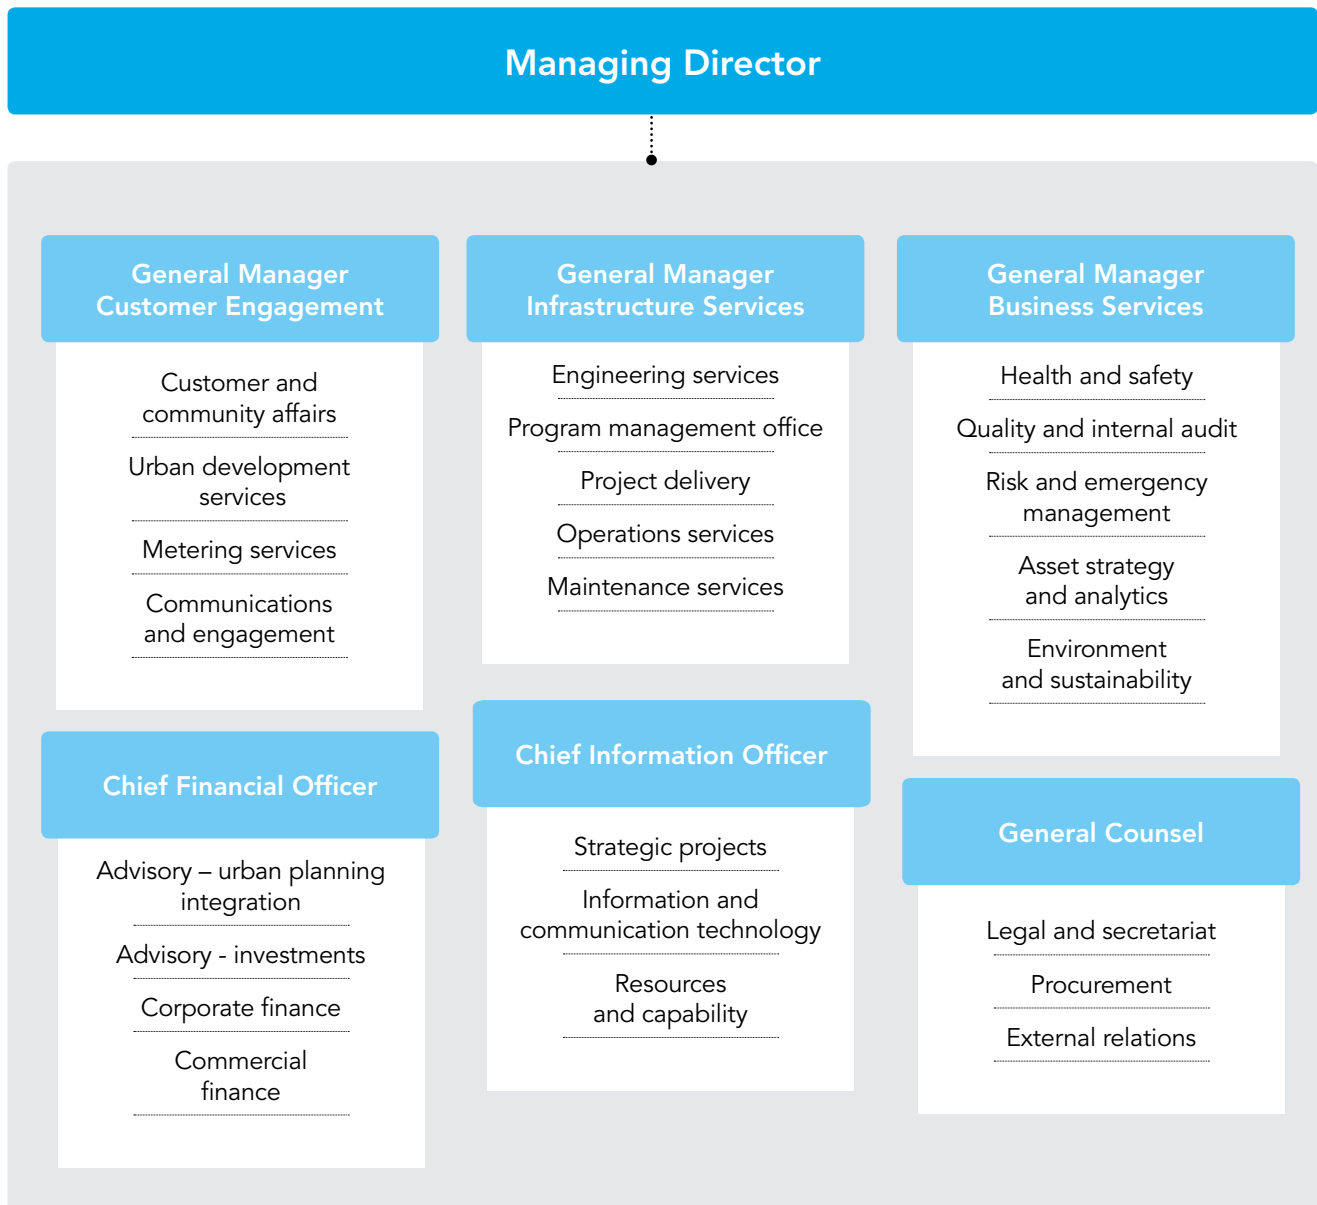 Managing Director
General Manager
Customer Engagement
Customer and
community affairs
Urban development
services
Metering services
Communications
and engagement
General Manager
Infrastructure Services
Engineering services
Program management office
Project delivery
Operations services
Maintenance services
General Manager
Business Services
Health and safety
Quality and internal audit
Risk and emergency
management
Asset strategy
and analytics
Environment
and sustainability
Chief Financial Officer
Advisory – urban planning
integration
Advisory - investments
Corporate finance
Commercial
finance
Chief Information Officer
Strategic projects
Information and
communication technology
Resources
and capability
General Counsel
Legal and secretariat
Procurement
External relations